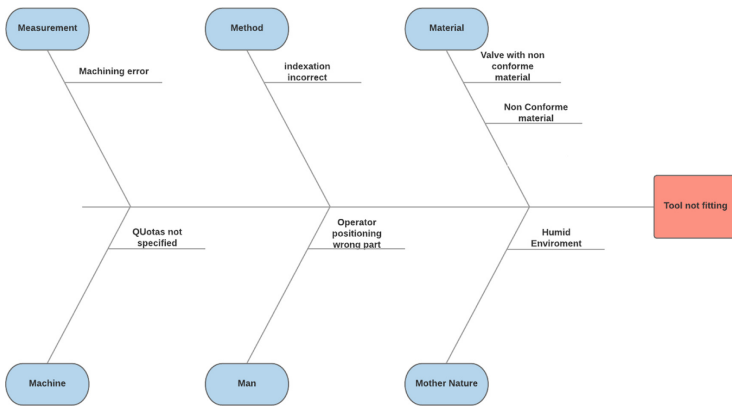 Measurement
Method
Material
Machining error
indexation
incorrect
Valve with non
conforme
material
Non Conforme
material
Tool not fitting
QUotas not
specified
Operator
positioning
wrong part
Humid
Enviroment
Machine
Man
Mother Nature